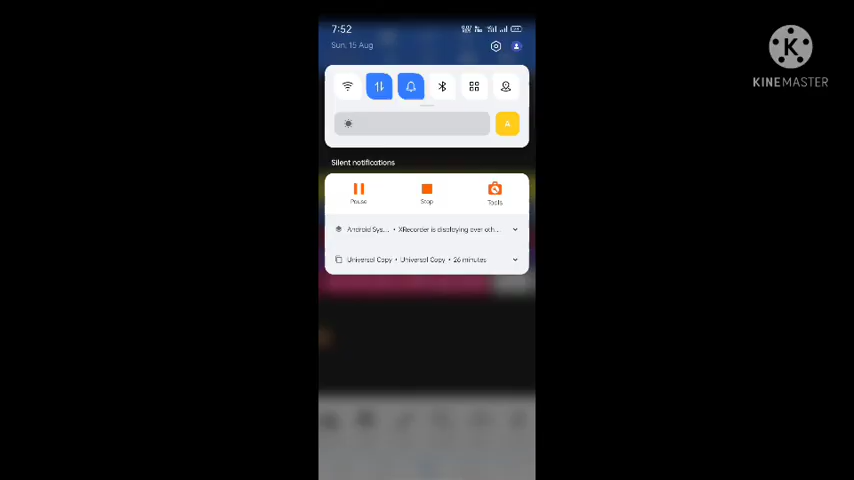 7:52
Sun, 15 Aug
K
KINEMASTER
A
Silent notifications
Pause
Stop
Tools
Android Sys... • XRecorder is displaying over oth...
Universal Copy • Universal Copy • 26 minutes